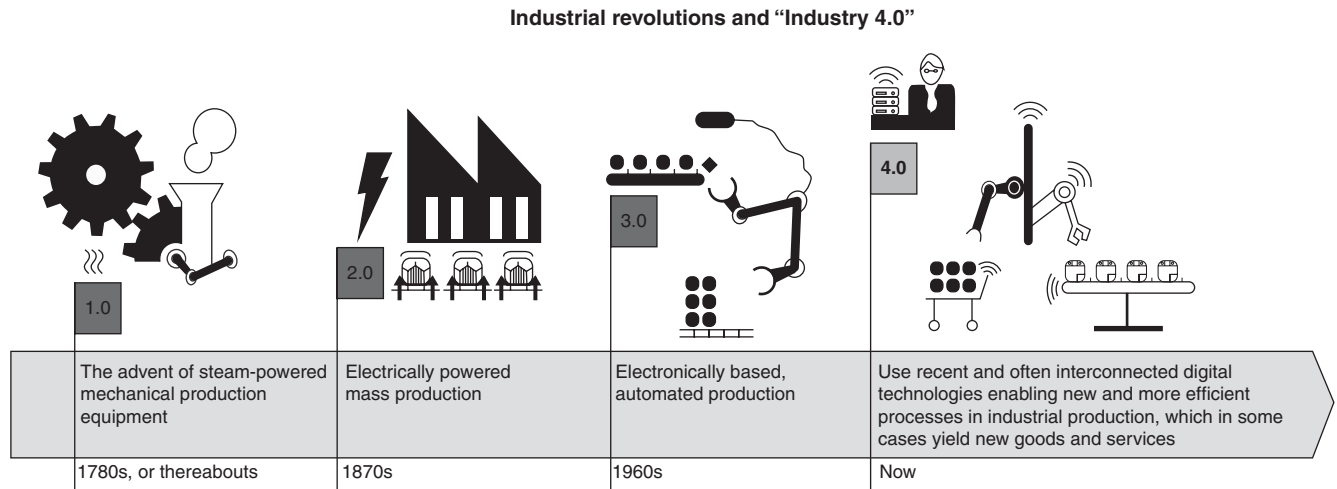 Industrial revolutions and “Industry 4.0”
4.0
3.0
2.0
1.0
The advent of steam-powered
mechanical production
equipment
Electrically powered
mass production
Electronically based,
automated production
Use recent and often interconnected digital
technologies enabling new and more efficient
processes in industrial production, which in some
cases yield new goods and services
1780s, or thereabouts
1870s
1960s
Now